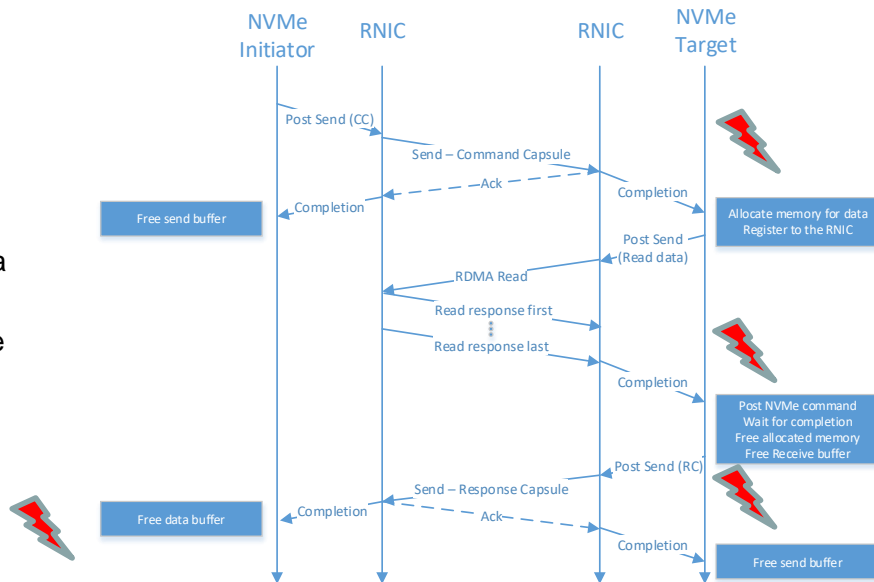 NVMe
Initiator
RNIC
RNIC
NVMe
Target
Post Send (CC)
Send – Command Capsule
Ack
Completion
Completion
Free send buffer
Allocate memory for data
Register to the RNIC
Post Send
(Read data)
a
RDMA Read
Read response first
e
Read response last
Completion
Post NVMe command
Wait for completion
Free allocated memory
Free Receive buffer
Post Send (RC)
Send – Response Capsule
Completion
Ack
Free data buffer
Completion
Free send buffer